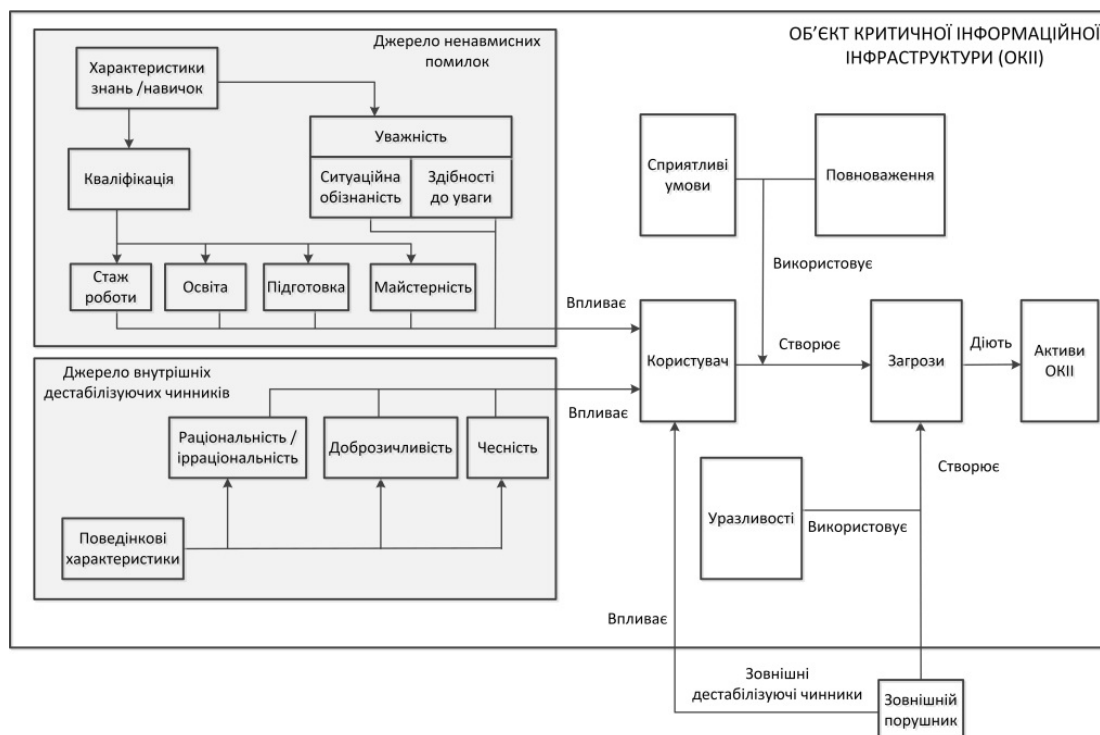 ОБ’ЄКТ КРИТИЧНОЇ ІНФОРМАЦІЙНОЇ
ІНФРАСТРУКТУРИ (ОКІІ)
Джерело ненавмисних
помилок
Характеристики
знань /навичок
Уважність
Ситуаційна
обізнаність
Здібності
до уваги
Кваліфікація
Стаж
роботи
Освіта
Підготовка
Майстерність
Впливає
Сприятливі
умови
Повноваження
Використовує
Користувач
Створює
Загрози
Діють
Активи
ОКІІ
Джерело внутрішніх
дестабілізуючих чинників
Впливає
Раціональність /
ірраціональність
Доброзичливість
Чесність
Поведінкові
характеристики
Створює
Уразливості
Використовує
Впливає
Зовнішні
дестабілізуючі чинники
Зовнішній
порушник